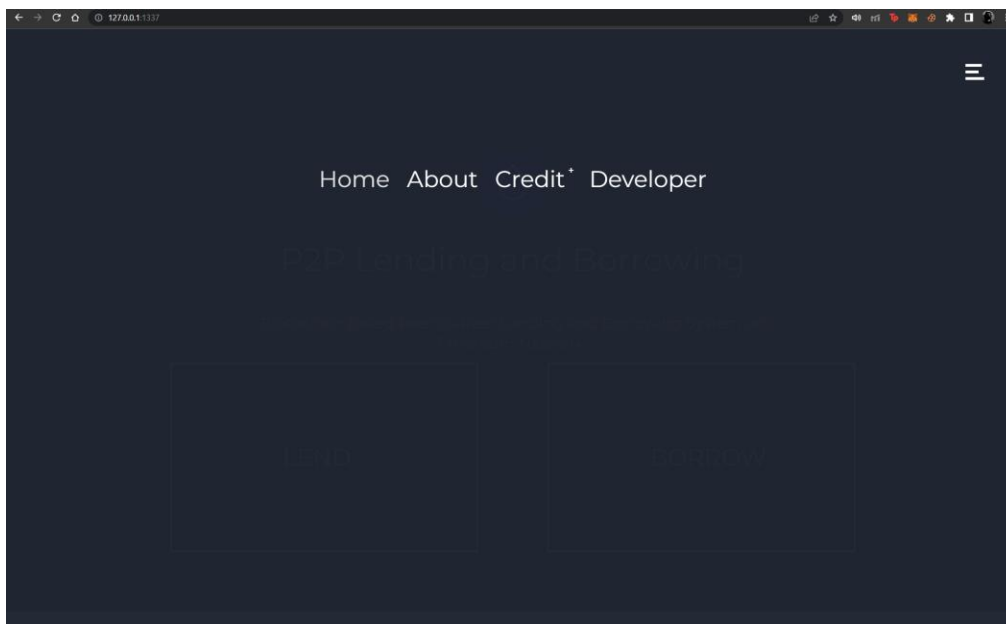 127.0.0.1:1337
Home About Credit+ Developer
P2P Lending and Borrowing
LEND BORROW